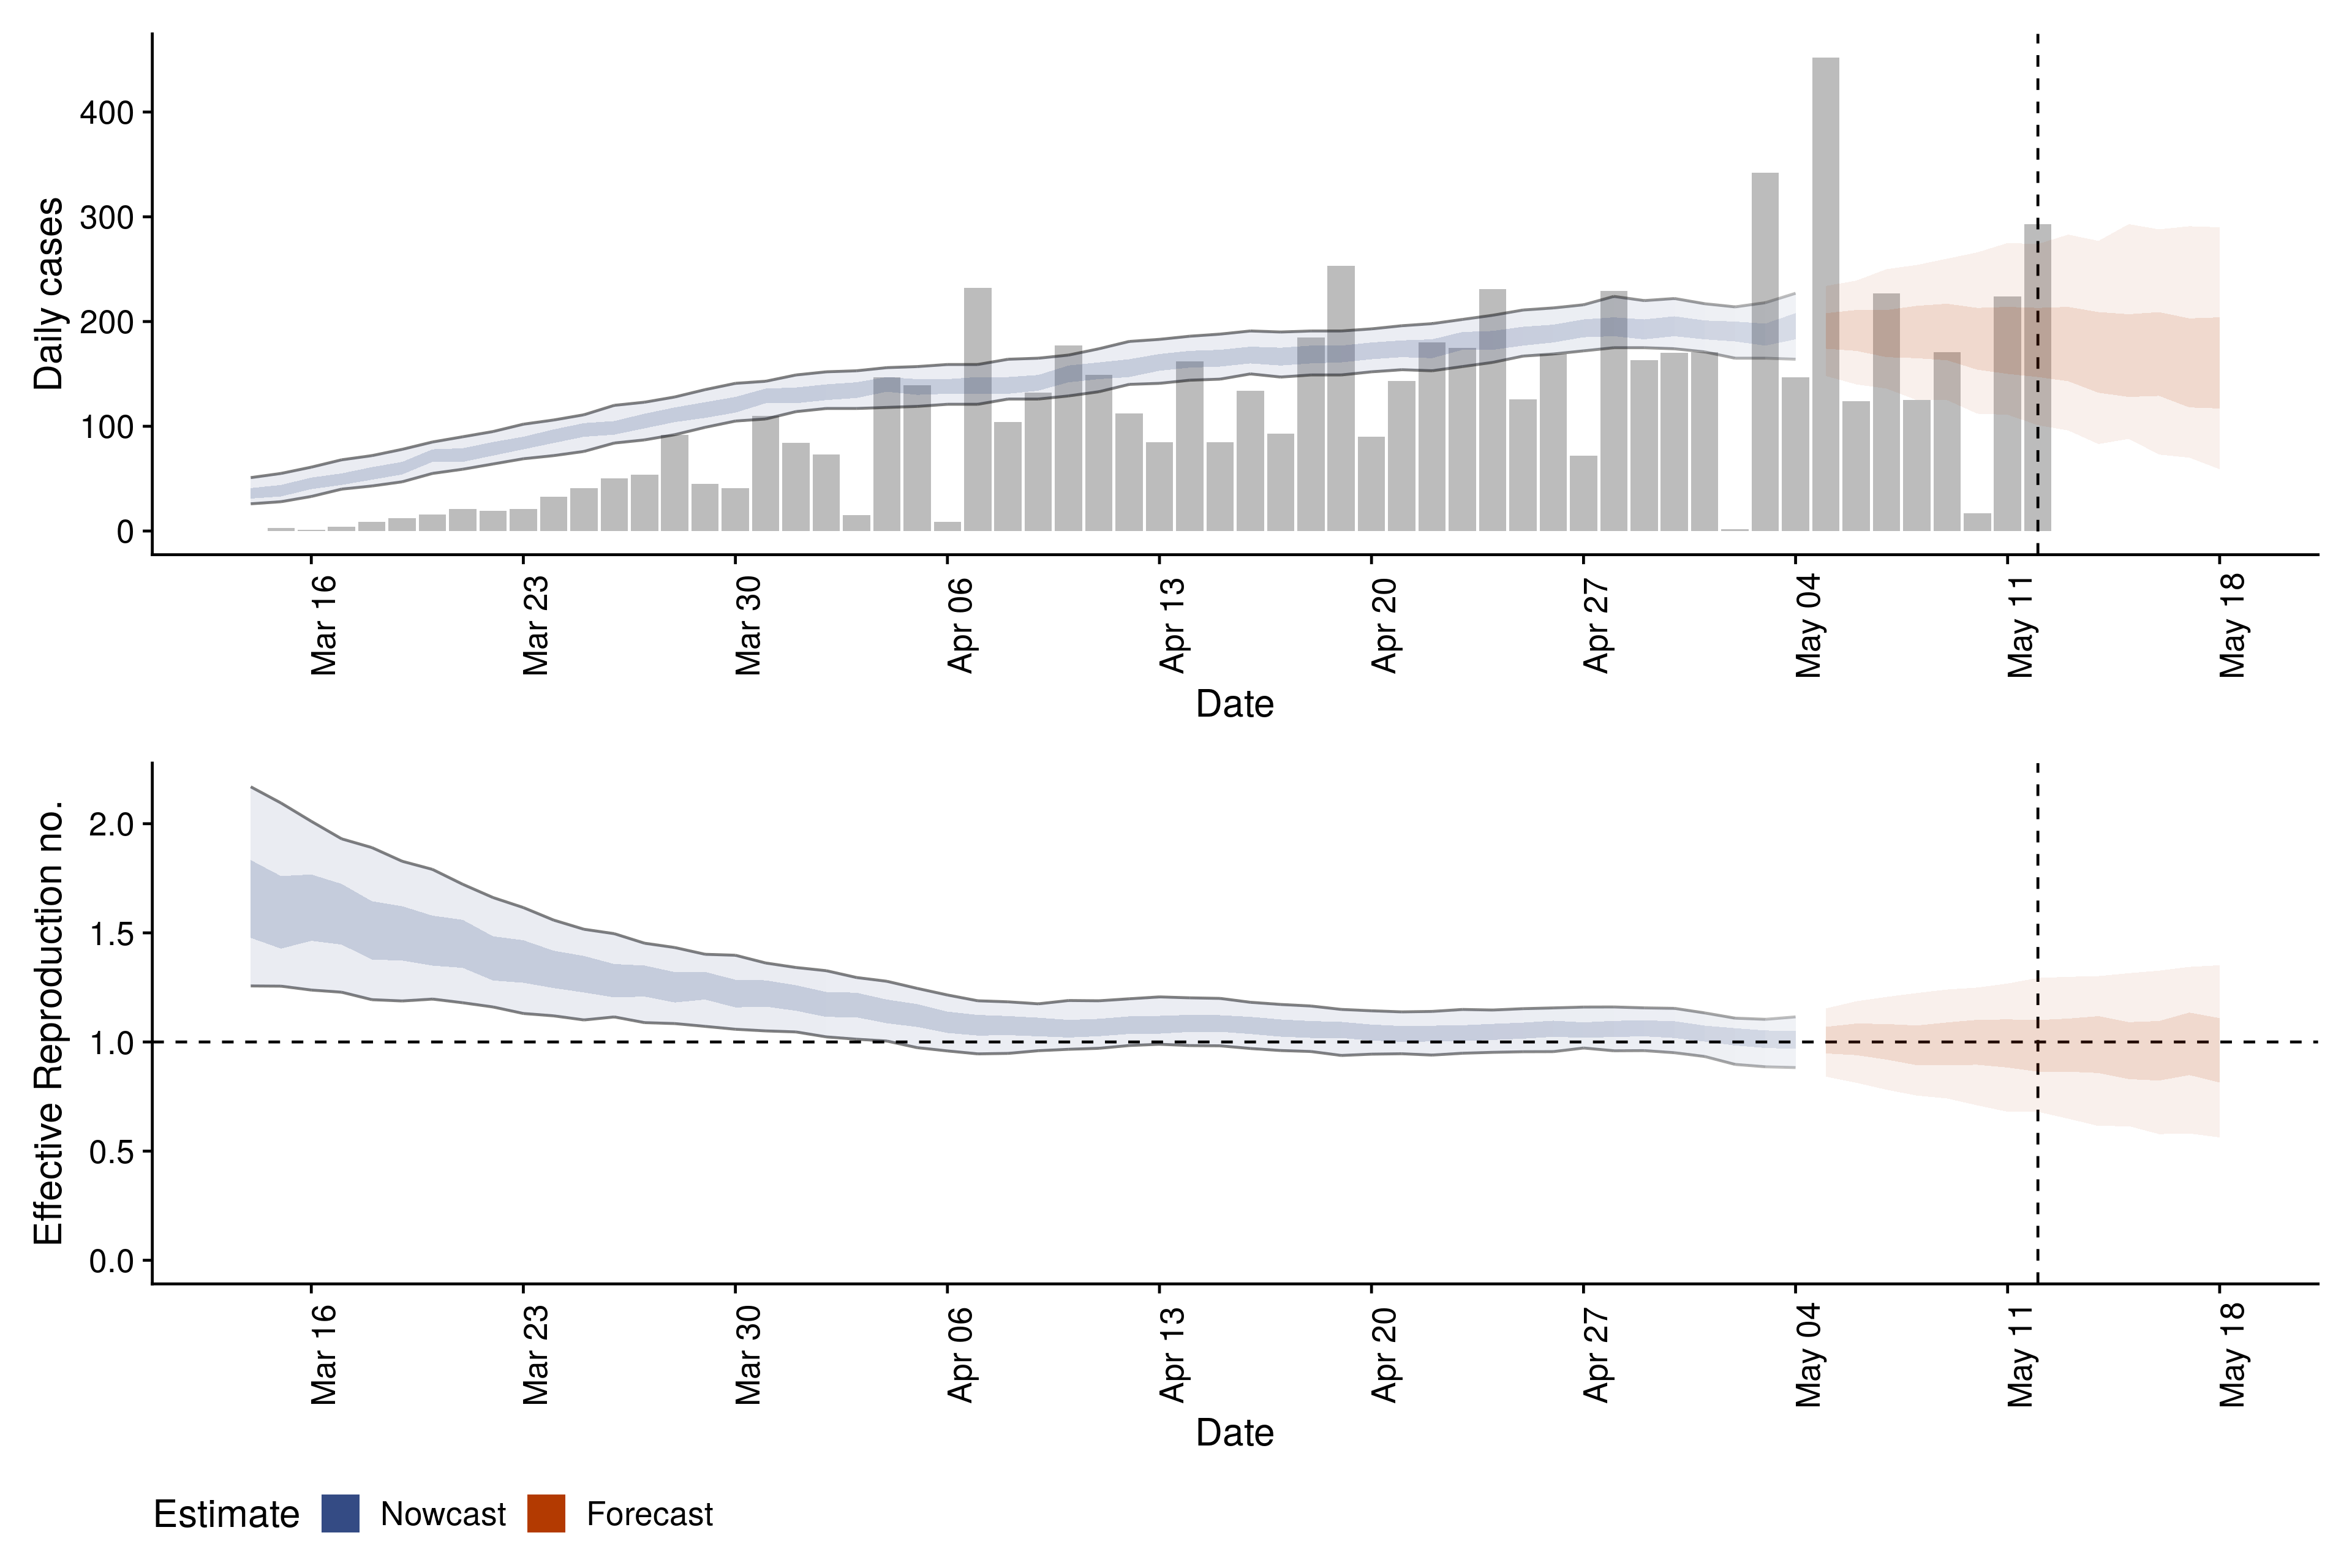 Daily cases
400
300
200
100
0
Mar 16
Mar 23
Mar 30
Apr 06
Apr 13
Apr 20
Apr 27
May 04
May 11
May 18
Date
Effective Reproduction no.
2.0
1.5
1.0
0.5
0.0
Mar 16
Mar 23
Mar 30
Apr 06
Apr 13
Apr 20
Apr 27
May 04
May 11
May 18
Date
Estimate Nowcast Forecast